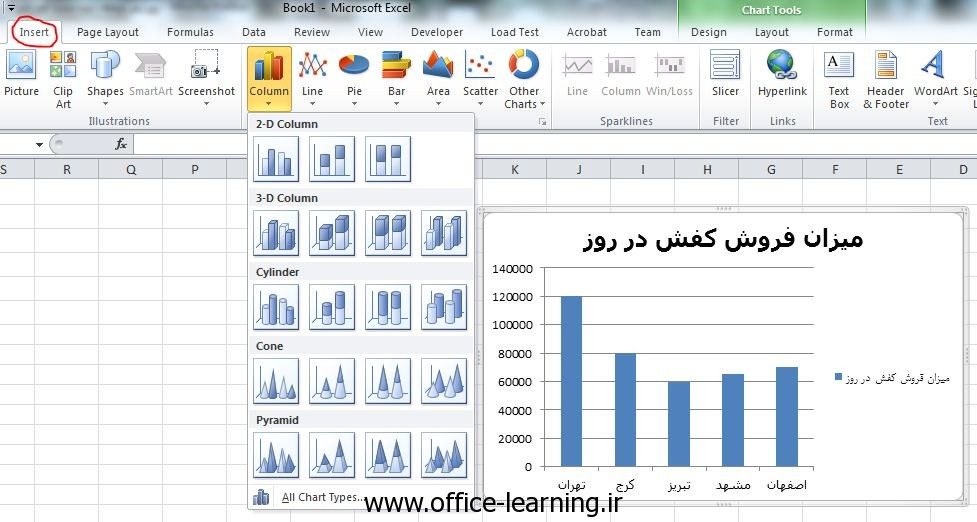 Book1 - Microsoft Excel
Chart Tools
Insert Page Layout Formulas Data Review View Developer Load Test Acrobat Team Design Layout Format
Picture Clip Art Shapes SmartArt Screenshot Column Line Pie Bar Area Scatter Other Charts Line Column Win/Loss Slicer Hyperlink Text Box Header & Footer WordArt
Illustrations Sparklines Filter Links Text
fx
S R Q P K J I H G F E D
2-D Column
3-D Column
Cylinder
Cone
Pyramid
All Chart Types...
میزان فروش کفش در روز
140000
120000
100000
80000
60000
40000
20000
0
تهران کرج تبریز مشهد اصفهان
میزان فروش کفش در روز
www.office-learning.ir